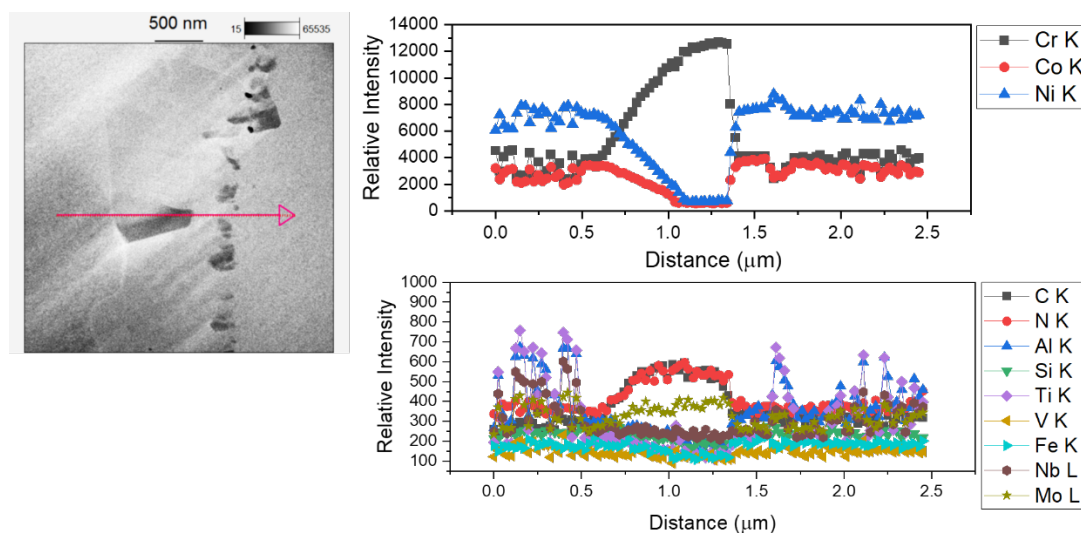 500 nm
15
65535
14000
12000
10000
8000
6000
4000
2000
0
Relative Intensity
0.0 0.5 1.0 1.5 2.0 2.5
Distance (μm)
Cr K
Co K
Ni K
1000
900
800
700
600
500
400
300
200
100
Relative Intensity
0.0 0.5 1.0 1.5 2.0 2.5
Distance (μm)
C K
N K
Al K
Si K
Ti K
V K
Fe K
Nb L
Mo L